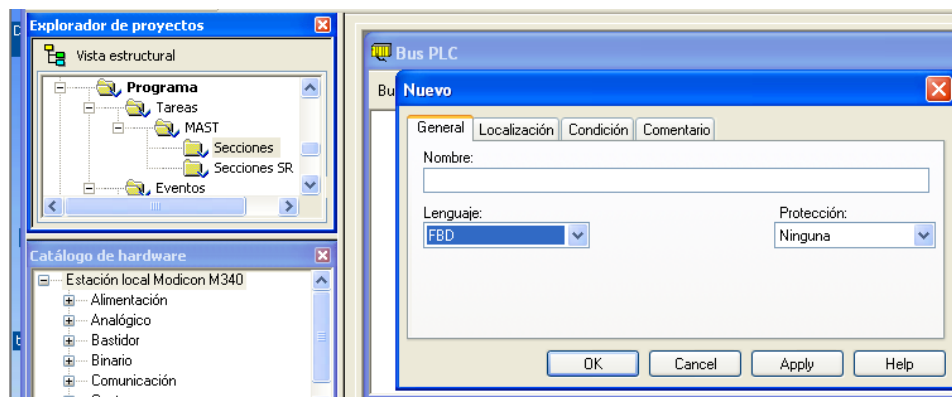 Explorador de proyectos
Vista estructural
Programa
Tareas
MAST
Secciones
Secciones SR
Eventos
Catálogo de hardware
Estación local Modicon M340
Alimentación
Analógico
Bastidor
Binario
Comunicación
Bus PLC
Bu
Nuevo
General Localización Condición Comentario
Nombre:
Lenguaje: Protección:
FBD Ninguna
OK Cancel Apply Help